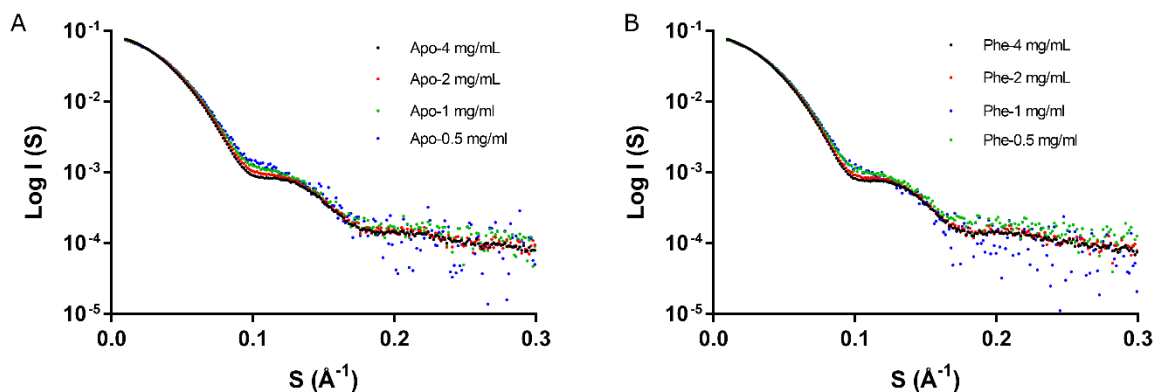 A
Log I (S)
10-1
10-2
10-3
10-4
10-5
Apo-4 mg/mL
Apo-2 mg/mL
Apo-1 mg/ml
Apo-0.5 mg/ml
0.0 0.1 0.2 0.3
S (Å-1)
B
Log I (S)
10-1
10-2
10-3
10-4
10-5
Phe-4 mg/mL
Phe-2 mg/mL
Phe-1 mg/ml
Phe-0.5 mg/ml
0.0 0.1 0.2 0.3
S (Å-1)